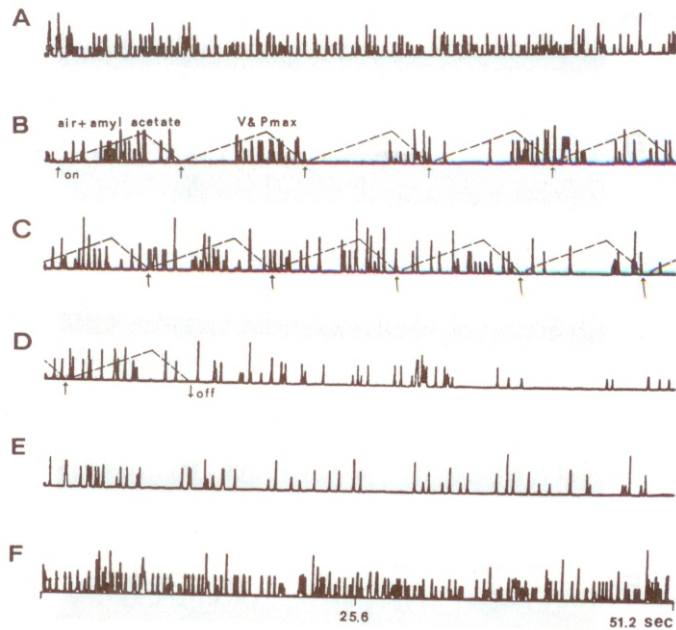 A
B
air+amyl acetate V& Pmax
↑on ↑ ↑ ↑ ↑
C
↑ ↑ ↑ ↑ ↑
D
↑ ↓off
E
F
25.6 51.2 sec